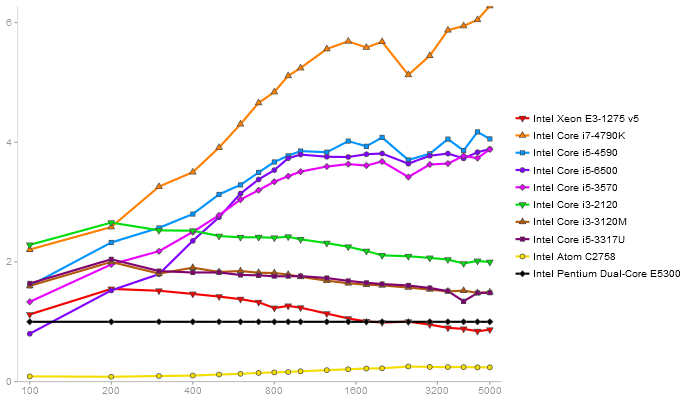 6
4
2
0
100
200
400
800
1600
3200
5000
Intel Xeon E3-1275 v5
Intel Core i7-4790K
Intel Core i5-4590
Intel Core i5-6500
Intel Core i5-3570
Intel Core i3-2120
Intel Core i3-3120M
Intel Core i5-3317U
Intel Atom C2758
Intel Pentium Dual-Core E5300